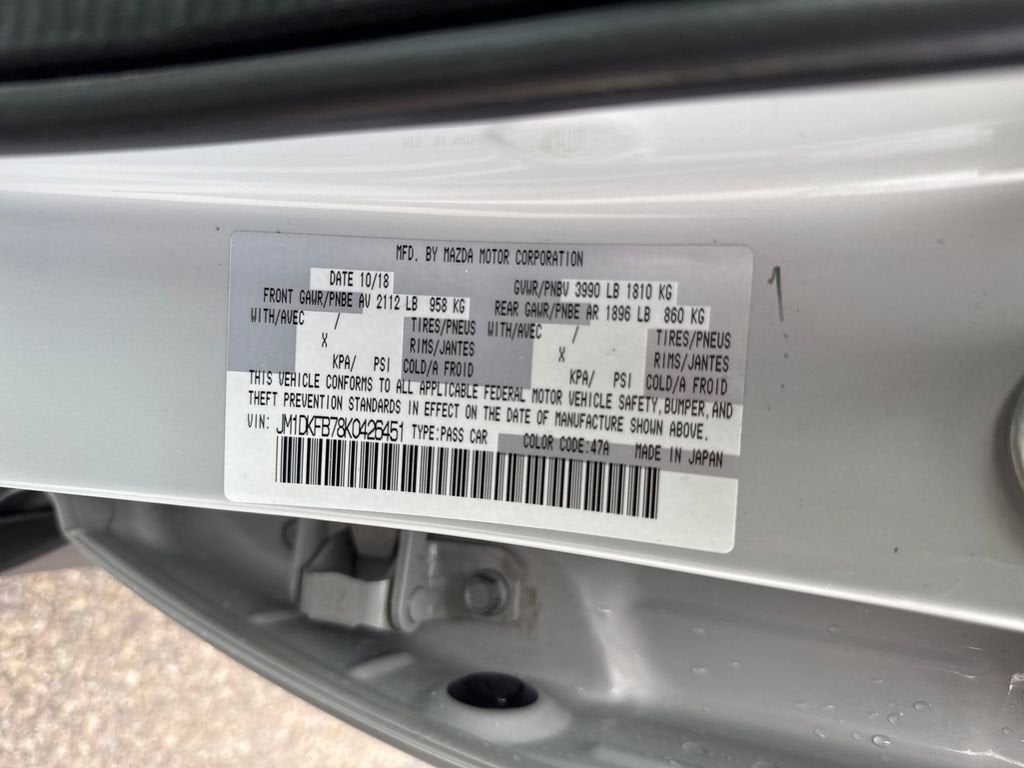 MFD. BY MAZDA MOTOR CORPORATION
DATE 10/18 GVWR/PNBV 3990 LB 1810 KG
FRONT GAWR/PNBE AV 2112 LB 958 KG REAR GAWR/PNBE AR 1896 LB 860 KG
WITH/AVEC / TIRES/PNEUS WITH/AVEC / TIRES/PNEUS
X RIMS/JANTES X RIMS/JANTES
KPA/ PSI COLD/A FROID KPA/ PSI COLD/A FROID
THIS VEHICLE CONFORMS TO ALL APPLICABLE FEDERAL MOTOR VEHICLE SAFETY, BUMPER, AND
THEFT PREVENTION STANDARDS IN EFFECT ON THE DATE OF MANUFACTURE SHOWN ABOVE.
VIN: JM1DKFB78K0426451 TYPE:PASS CAR COLOR CODE:47A MADE IN JAPAN
1